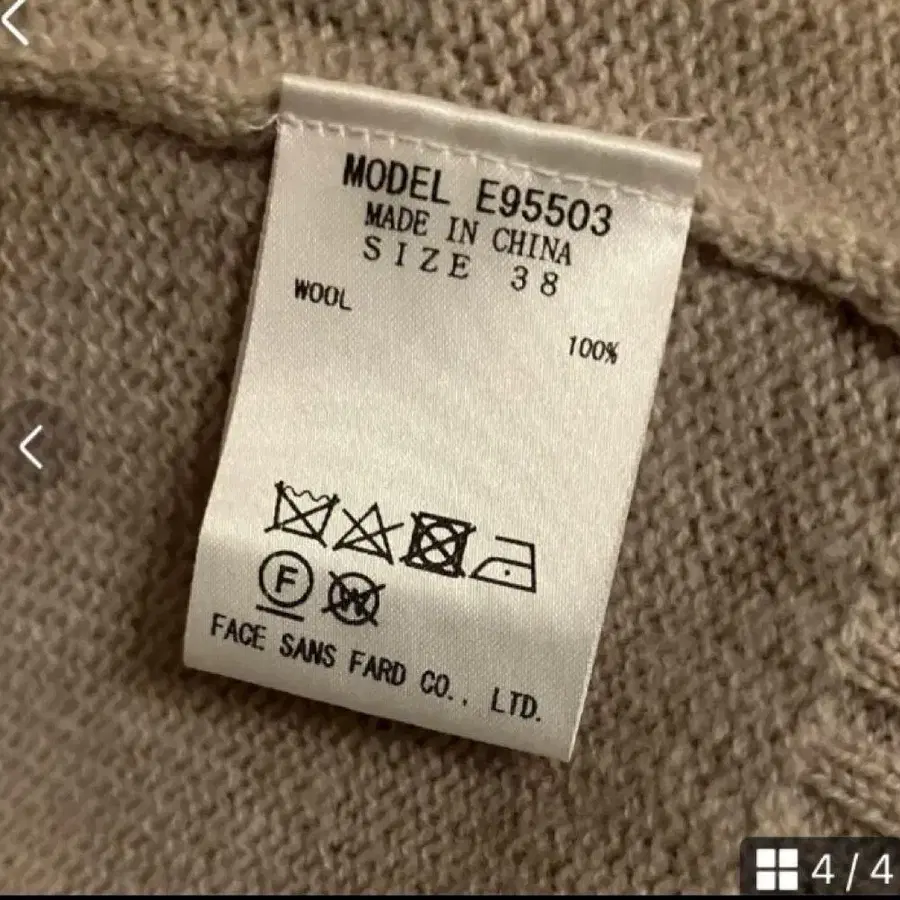 MODEL E95503
MADE IN CHINA
SIZE 38
WOOL
100%
F W
FACE SANS FARD CO., LTD.
4/4